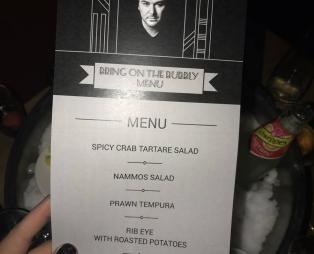 BRING ON THE BUBBLY
MENU
MENU
SPICY CRAB TARTARE SALAD
NAMMOS SALAD
PRAWN TEMPURA
RIB EYE
WITH ROASTED POTATOES